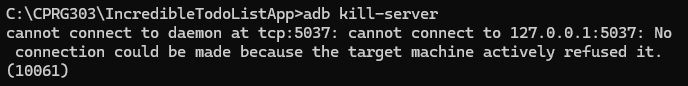 C:\CPRG303\IncredibleTodoListApp>adb kill-server
cannot connect to daemon at tcp:5037: cannot connect to 127.0.0.1:5037: No
 connection could be made because the target machine actively refused it.
(10061)